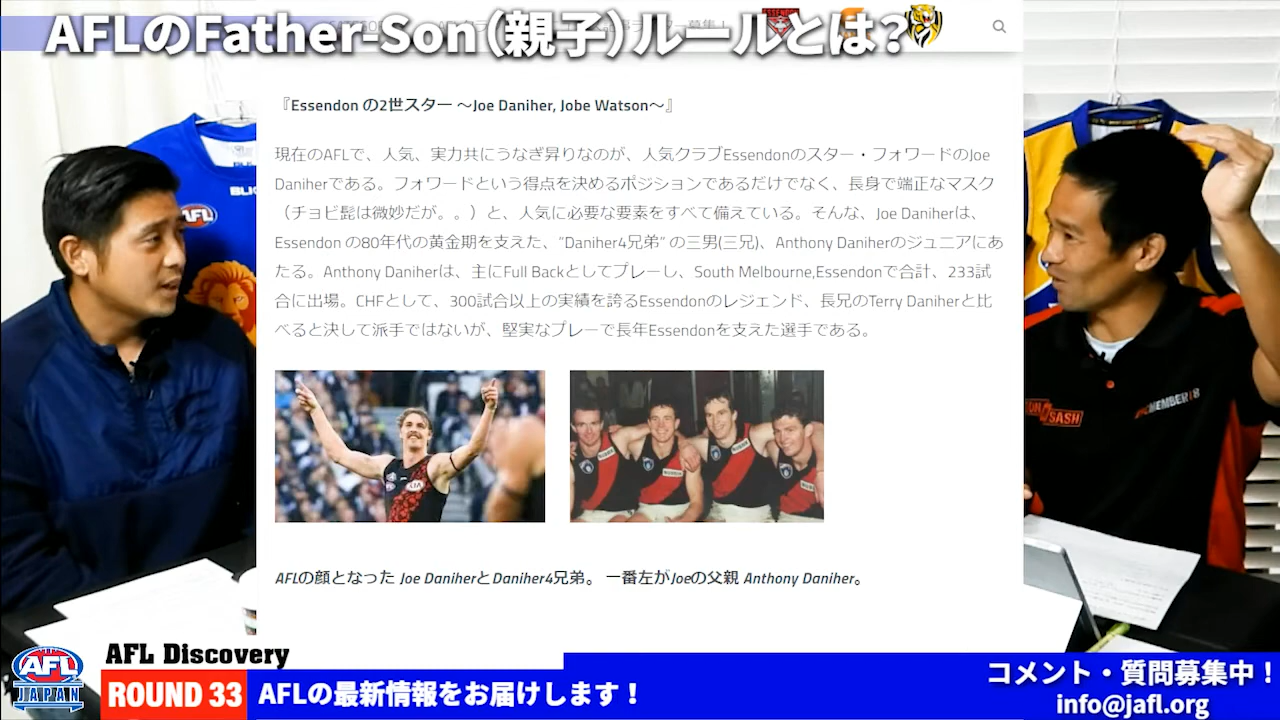 AFLのFather-Son（親子）ルールとは？
ESSENDON
『Essendon の2世スター ～Joe Daniher, Jobe Watson～』
現在のAFLで、人気、実力共にうなぎ昇りなのが、人気クラブEssendonのスター・フォワードのJoe
Daniherである。フォワードという得点を決めるポジションであるだけでなく、長身で端正なマスク
（チョビ髭は微妙だが。。）と、人気に必要な要素をすべて備えている。そんな、Joe Daniherは、
Essendon の80年代の黄金期を支えた、“Daniher4兄弟” の三男(三兄)、Anthony Daniherのジュニアにあ
たる。Anthony Daniherは、主にFull Backとしてプレーし、South Melbourne,Essendonで合計、233試
合に出場。CHFとして、300試合以上の実績を誇るEssendonのレジェンド、長兄のTerry Daniherと比
べると決して派手ではないが、堅実なプレーで長年Essendonを支えた選手である。
AFL
KIA
AFLの顔となった Joe DaniherとDaniher4兄弟。 一番左がJoeの父親 Anthony Daniher。
SASH
MEMBER18
AFL
JAPAN
AFL Discovery
ROUND 33
AFLの最新情報をお届けします！
コメント・質問募集中！
info@jafl.org